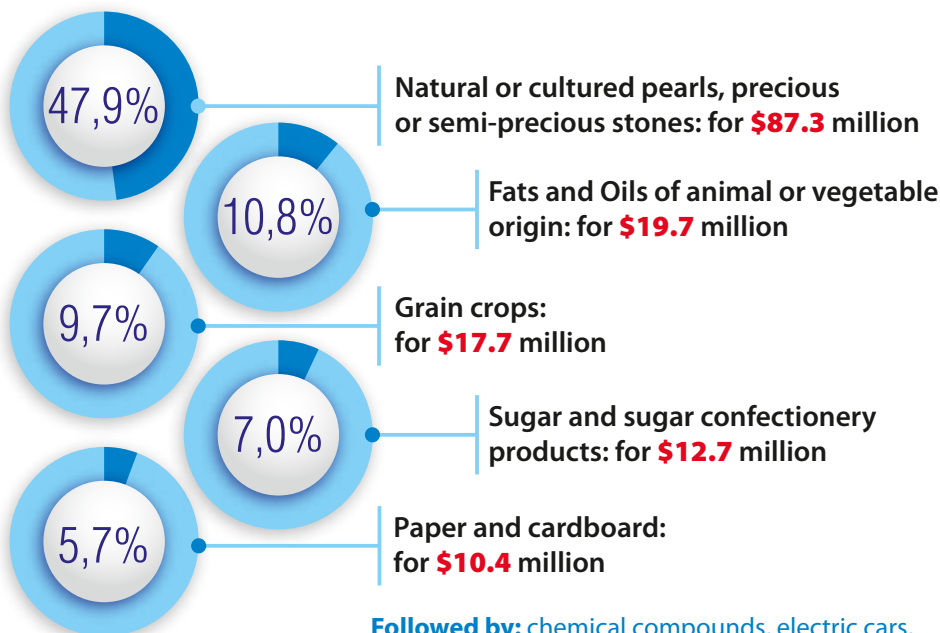 47,9%
Natural or cultured pearls, precious
or semi-precious stones: for $87.3 million
10,8%
Fats and Oils of animal or vegetable
origin: for $19.7 million
9,7%
Grain crops:
for $17.7 million
7,0%
Sugar and sugar confectionery
products: for $12.7 million
5,7%
Paper and cardboard:
for $10.4 million
Followed by: chemical compounds, electric cars,